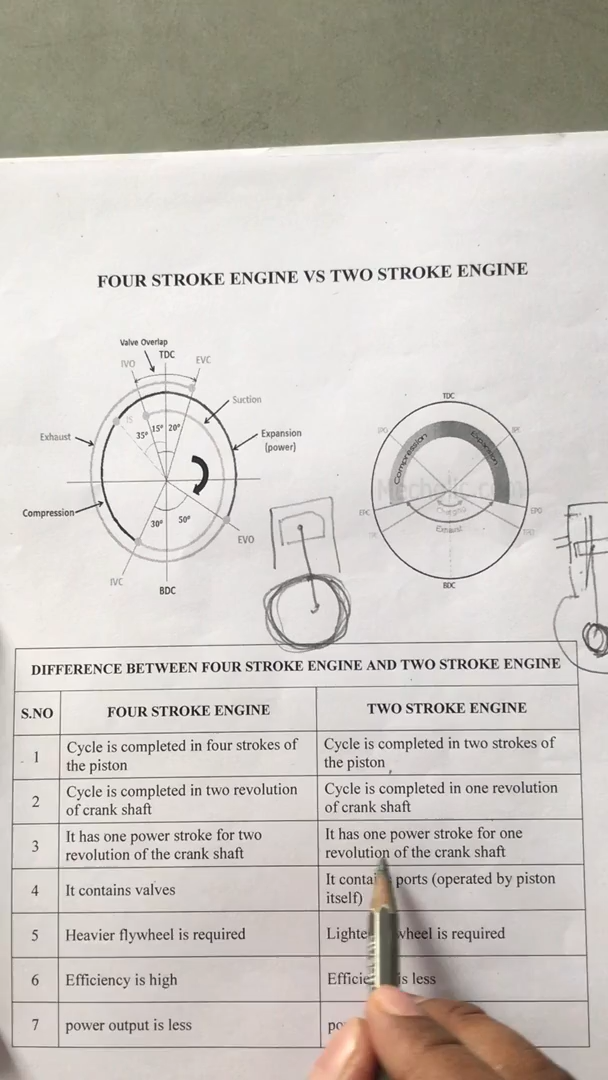 FOUR STROKE ENGINE VS TWO STROKE ENGINE
Valve Overlap
TDC
IVO
EVC
Suction
15°
20°
35°
Exhaust
Expansion
(power)
Compression
30°
50°
EVO
IVC
BDC
TDC
Compression
Expansion
Charging
Exhaust
BDC
DIFFERENCE BETWEEN FOUR STROKE ENGINE AND TWO STROKE ENGINE
S.NO FOUR STROKE ENGINE TWO STROKE ENGINE
1
Cycle is completed in four strokes of
the piston
Cycle is completed in two strokes of
the piston
2
Cycle is completed in two revolution
of crank shaft
Cycle is completed in one revolution
of crank shaft
3
It has one power stroke for two
revolution of the crank shaft
It has one power stroke for one
revolution of the crank shaft
4
It contains valves
It ports (operated by piston
itself)
5
Heavier flywheel is required
is required
6
Efficiency is high
is less
7
power output is less